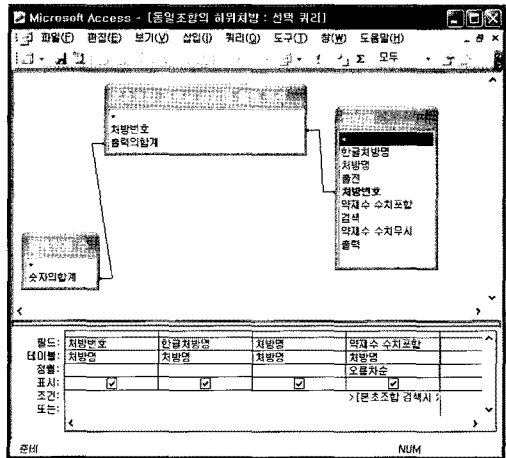 Microsoft Access - [동일조합의 하위처방 : 선택 쿼리]
파일(F) 편집(E) 보기(V) 삽입(I) 쿼리(Q) 도구(T) 창(W) 도움말(H)
Σ 모두
*
처방번호
출력의합계
*
한글처방명
처방명
출전
처방번호
약재수 수치포함
검색
약재수 수치무시
출력
*
숫자의합계
필드: 처방번호 한글처방명 처방명 약재수 수치포함
테이블: 처방명 처방명 처방명 처방명
정렬: 오름차순
표시:
조건: >[본초조합 검색시
또는:
준비 NUM